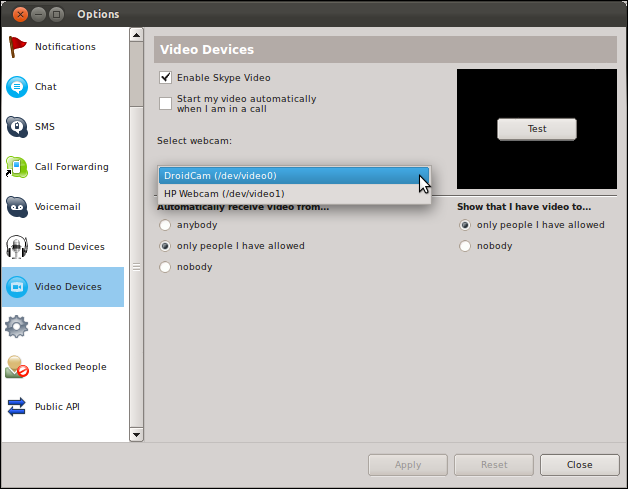 Options
Notifications
Chat
SMS
Call Forwarding
Voicemail
Sound Devices
Video Devices
Advanced
Blocked People
Public API
Video Devices
Enable Skype Video
Start my video automatically
when I am in a call
Test
Select webcam:
DroidCam (/dev/video0)
HP Webcam (/dev/video1)
Automatically receive video from...
anybody
only people I have allowed
nobody
Show that I have video to...
only people I have allowed
nobody
Apply
Reset
Close